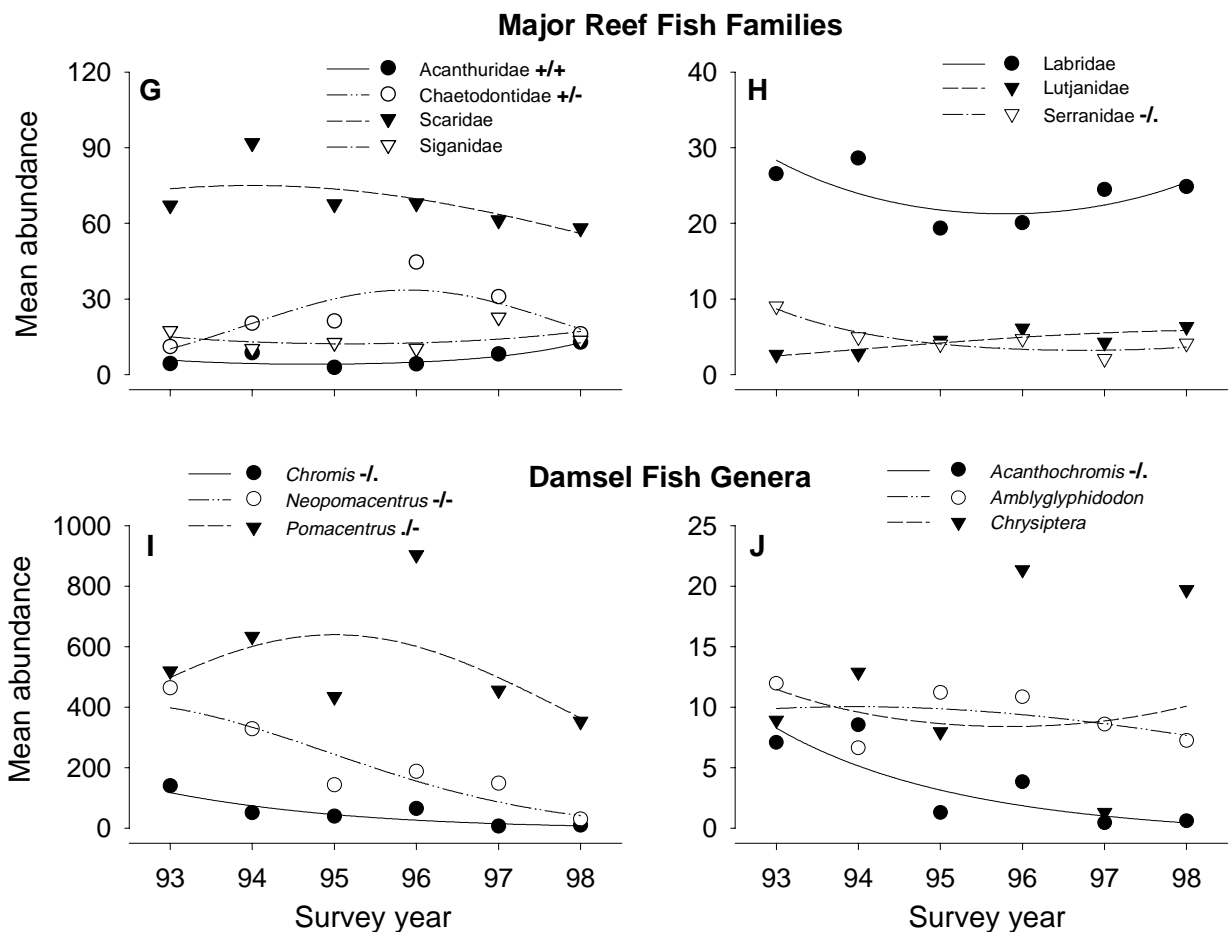 Major Reef Fish Families
G
Acanthuridae +/+
Chaetodontidae +/-
Scaridae
Siganidae
Mean abundance
120
90
60
30
0
H
Labridae
Lutjanidae
Serranidae -/.
40
30
20
10
0
Damsel Fish Genera
I
Chromis -/.
Neopomacentrus -/-
Pomacentrus ./-
Mean abundance
1000
800
600
400
200
0
93 94 95 96 97 98
Survey year
J
Acanthochromis -/.
Amblyglyphidodon
Chrysiptera
25
20
15
10
5
0
93 94 95 96 97 98
Survey year